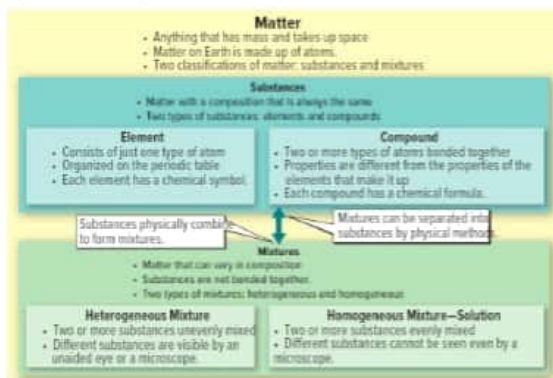 Matter
• Anything that has mass and takes up space
• Matter on Earth is made up of atoms.
• Two classifications of matter: substances and mixtures
Substances
• Matter with a composition that is always the same
• Two types of substances: elements and compounds
Element
• Consists of just one type of atom
• Organized on the periodic table
• Each element has a chemical symbol.
Compound
• Two or more types of atoms bonded together
• Properties are different from the properties of the
elements that make it up
• Each compound has a chemical formula.
Substances physically combine
to form mixtures.
Mixtures can be separated into
substances by physical methods.
Mixtures
• Matter that can vary in composition
• Substances are not bonded together.
• Two types of mixtures: heterogeneous and homogeneous
Heterogeneous Mixture
• Two or more substances unevenly mixed
• Different substances are visible by an
unaided eye or a microscope.
Homogeneous Mixture—Solution
• Two or more substances evenly mixed
• Different substances cannot be seen even by a
microscope.